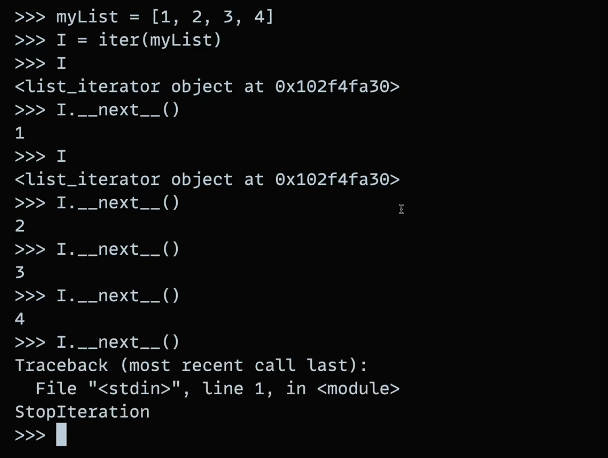 >>> myList = [1, 2, 3, 4]
>>> I = iter(myList)
>>> I
<list_iterator object at 0x102f4fa30>
>>> I.__next__()
1
>>> I
<list_iterator object at 0x102f4fa30>
>>> I.__next__()
2
>>> I.__next__()
3
>>> I.__next__()
4
>>> I.__next__()
Traceback (most recent call last):
  File "<stdin>", line 1, in <module>
StopIteration
>>>